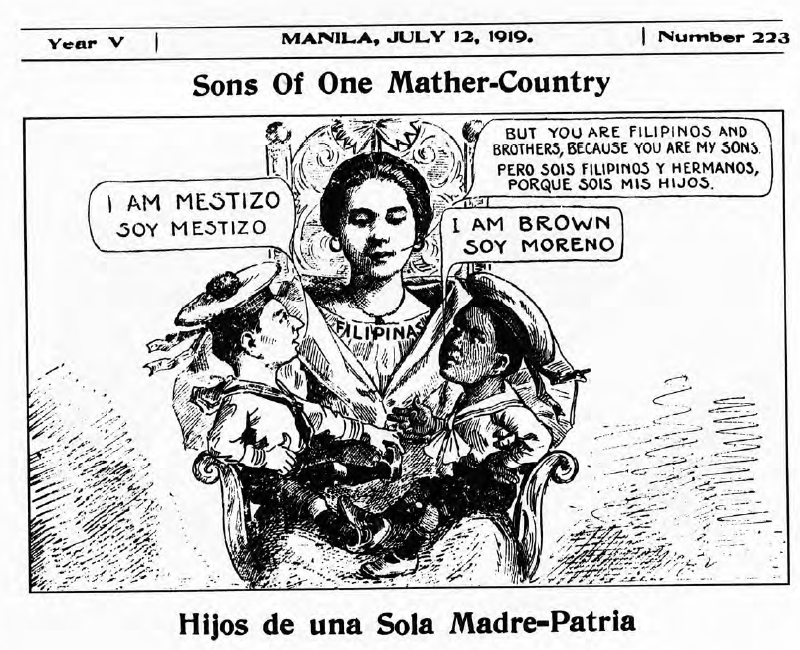 Year V
MANILA, JULY 12, 1919.
Number 223
Sons Of One Mather-Country
BUT YOU ARE FILIPINOS AND
BROTHERS, BECAUSE YOU ARE MY SONS.
PERO SOIS FILIPINOS Y HERMANOS,
PORQUE SOIS MIS HIJOS.
I AM MESTIZO
SOY MESTIZO
I AM BROWN
SOY MORENO
FILIPINAS
Hijos de una Sola Madre-Patria